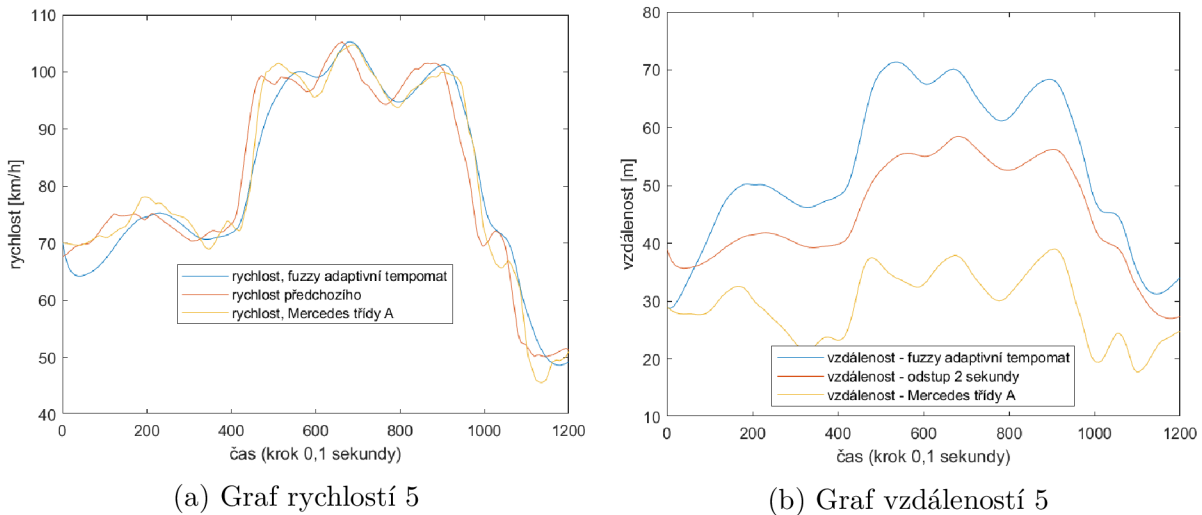 110
100
90
80
70
60
50
40
rychlost [km/h]
rychlost, fuzzy adaptivní tempomat
rychlost předchozího
rychlost, Mercedes třídy A
0
200
400
600
800
1000
1200
čas (krok 0,1 sekundy)
(a) Graf rychlostí 5
80
70
60
50
40
30
20
10
vzdálenost [m]
vzdálenost - fuzzy adaptivní tempomat
vzdálenost - odstup 2 sekundy
vzdálenost - Mercedes třídy A
0
200
400
600
800
1000
1200
čas (krok 0,1 sekundy)
(b) Graf vzdáleností 5